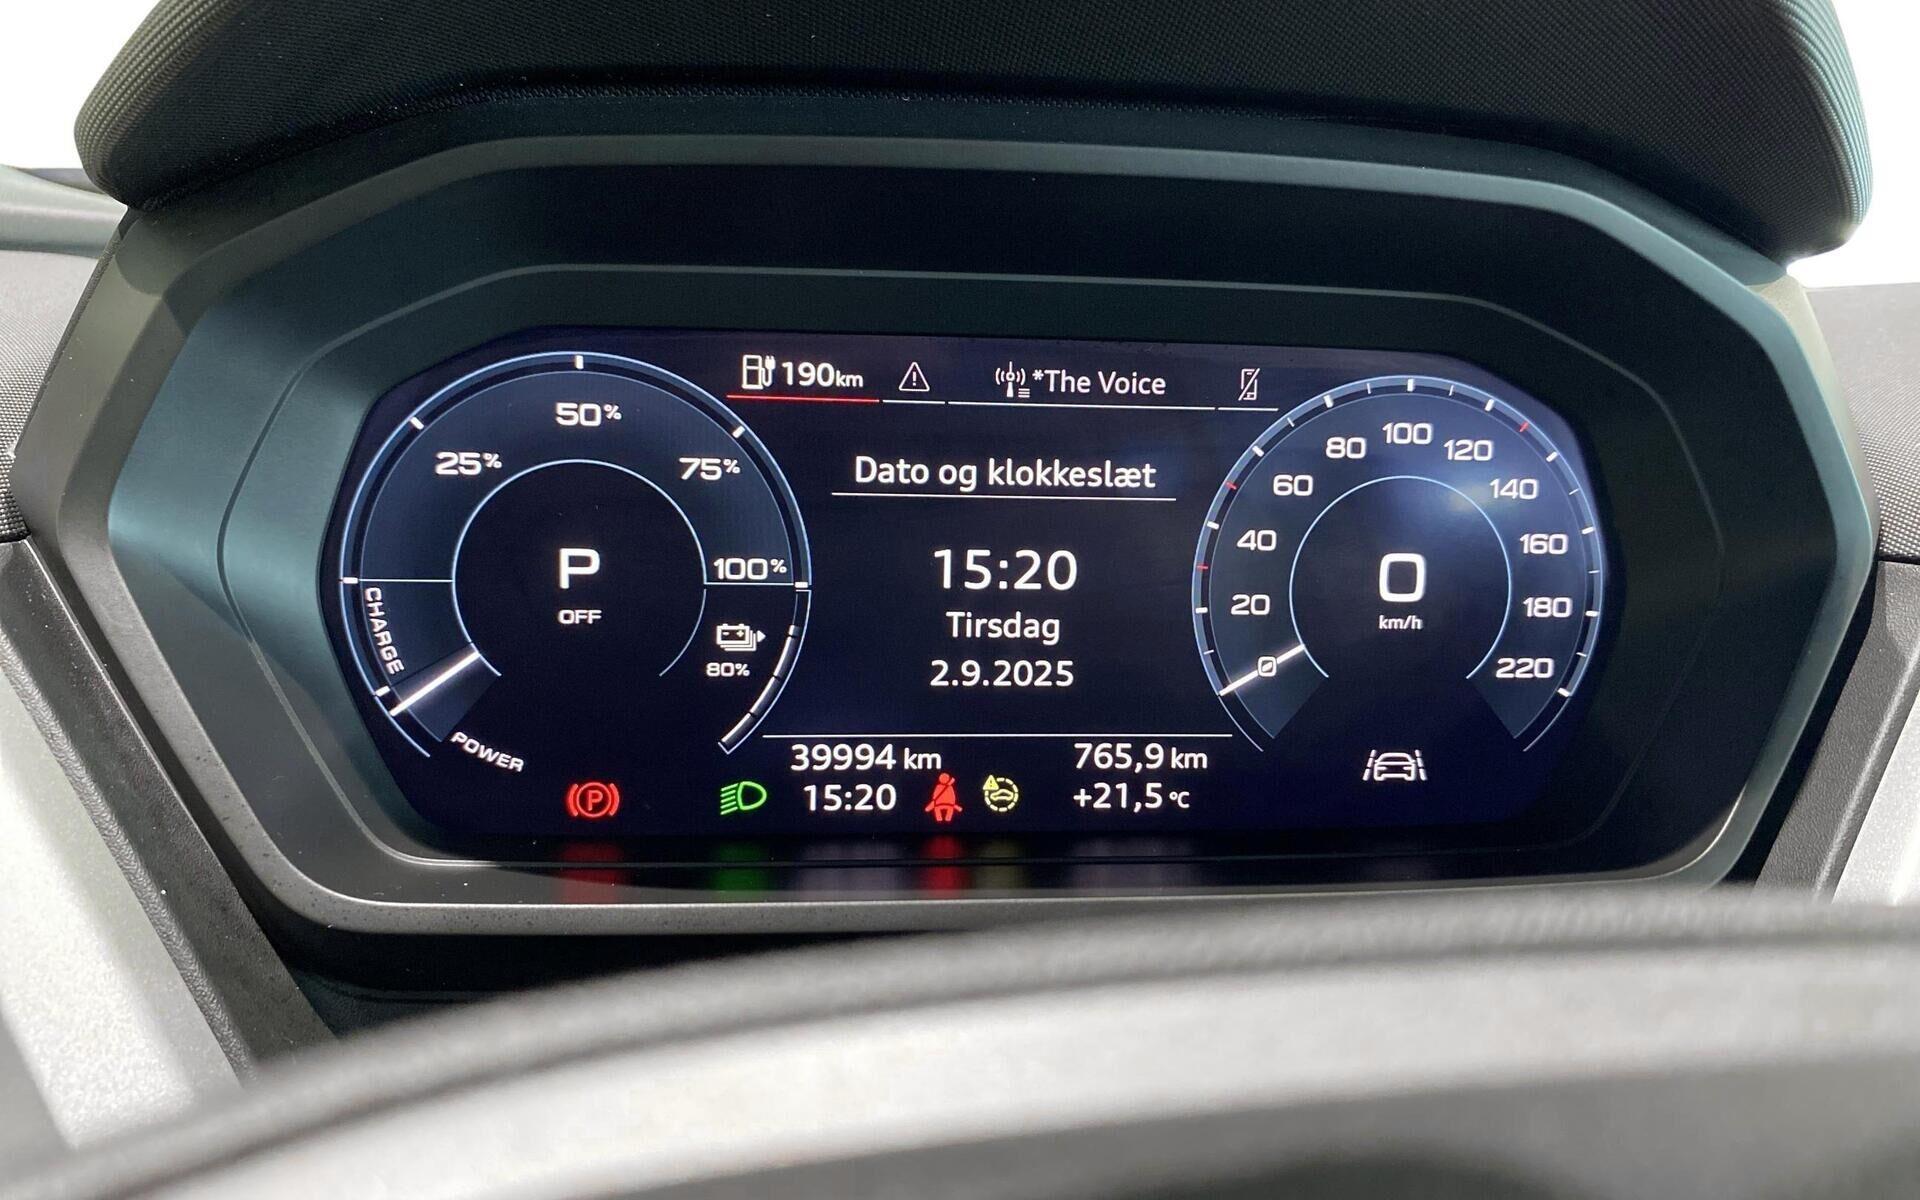 190km
*The Voice
25%
50%
75%
100%
80%
CHARGE
POWER
P
OFF
Dato og klokkeslæt
15:20
Tirsdag
2.9.2025
0
20
40
60
80
100
120
140
160
180
220
0
km/h
39994 km
765,9 km
P
15:20
+21,5 °C